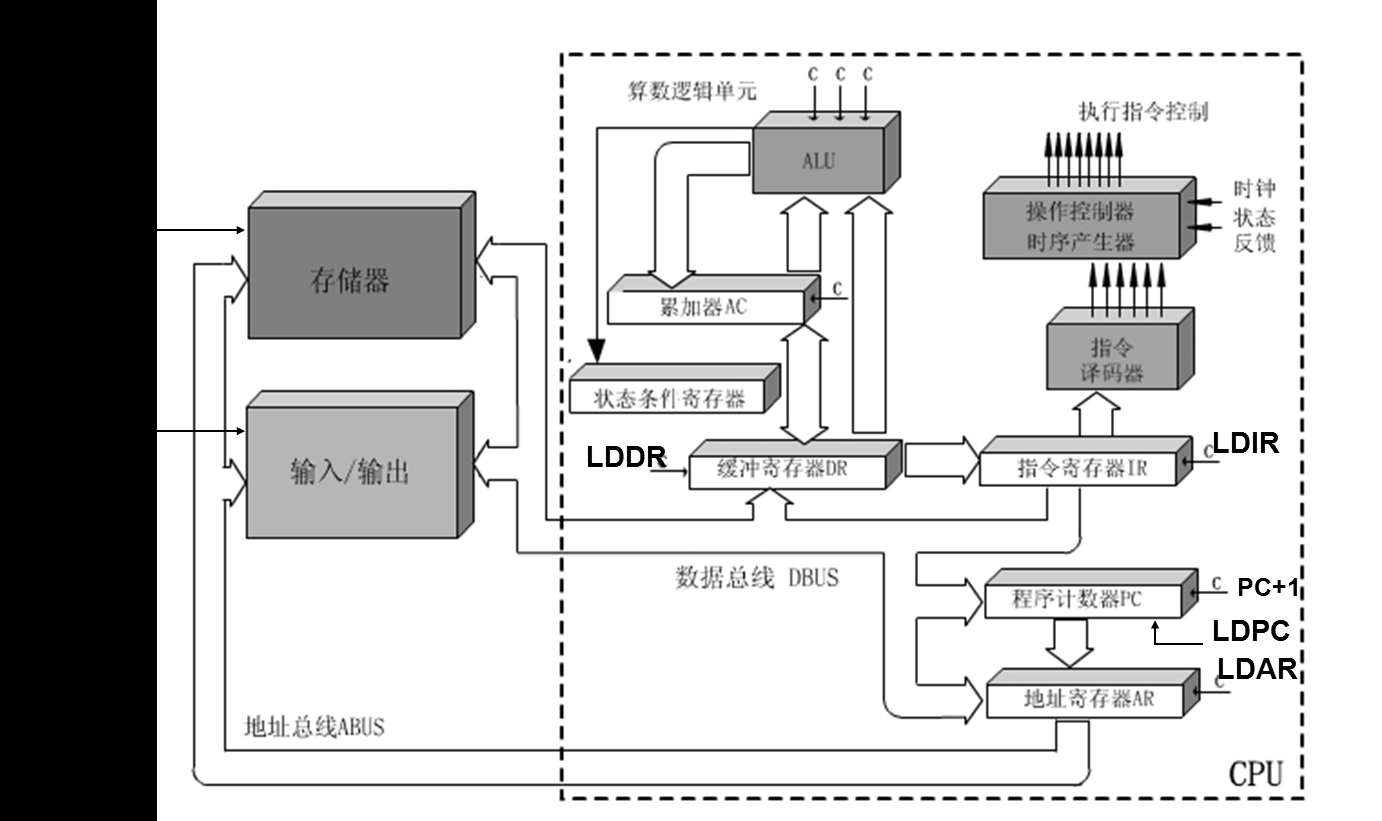 C C C
算数逻辑单元
ALU
执行指令控制
操作控制器
时序产生器
时钟
状态
反馈
存储器
累加器AC
C
指令
译码器
状态条件寄存器
输入/输出
LDDR
C
缓冲寄存器DR
指令寄存器IR
C
LDIR
数据总线 DBUS
程序计数器PC
C
PC+1
LDPC
地址寄存器AR
C
LDAR
地址总线ABUS
CPU